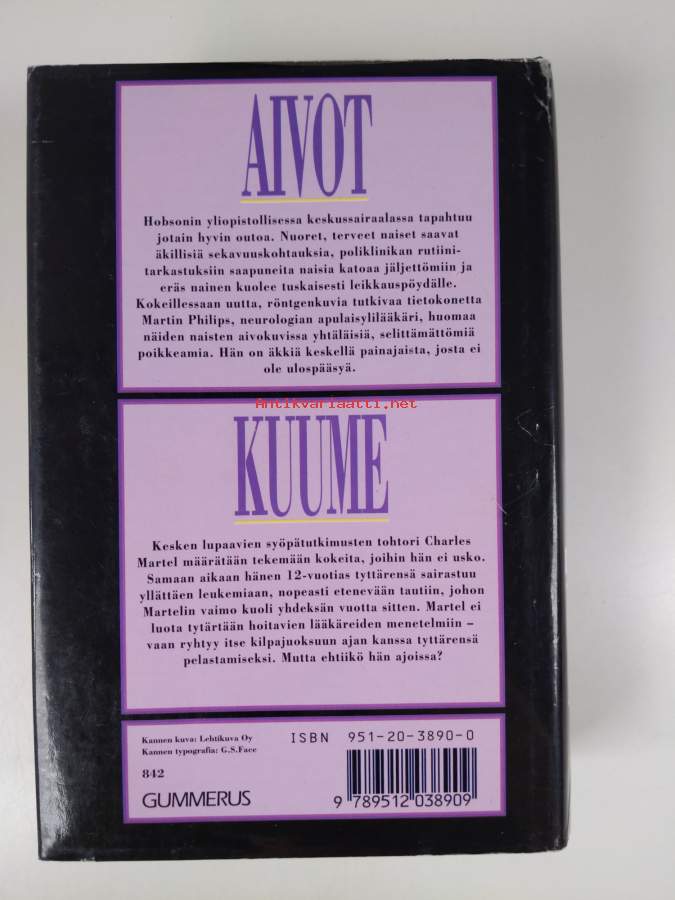 AIVOT
Hobsonin yliopistollisessa keskussairaalassa tapahtuu
jotain hyvin outoa. Nuoret, terveet naiset saavat
äkillisiä sekavuuskohtauksia, poliklinikan rutiini-
tarkastuksiin saapuneita naisia katoaa jäljettömiin ja
eräs nainen kuolee tuskaisesti leikkauspöydälle.
Kokeillessaan uutta, röntgenkuvia tutkivaa tietokonetta
Martin Philips, neurologian apulaisylilääkäri, huomaa
näiden naisten aivokuvissa yhtäläisiä, selittämättömiä
poikkeamia. Hän on äkkiä keskellä painajaista, josta ei
ole ulospääsyä.
Antikvariaatti.net
KUUME
Kesken lupaavien syöpätutkimusten tohtori Charles
Martel määrätään tekemään kokeita, joihin hän ei usko.
Samaan aikaan hänen 12-vuotias tyttärensä sairastuu
yllättäen leukemiaan, nopeasti etenevään tautiin, johon
Martelin vaimo kuoli yhdeksän vuotta sitten. Martel ei
luota tytärtään hoitavien lääkäreiden menetelmiin –
vaan ryhtyy itse kilpajuoksuun ajan kanssa tyttärensä
pelastamiseksi. Mutta ehtiikö hän ajoissa?
Kannen kuva: Lehtikuva Oy
Kannen typografia: G.S.Face
842
GUMMERUS
ISBN 951-20-3890-0
9 789512 038909